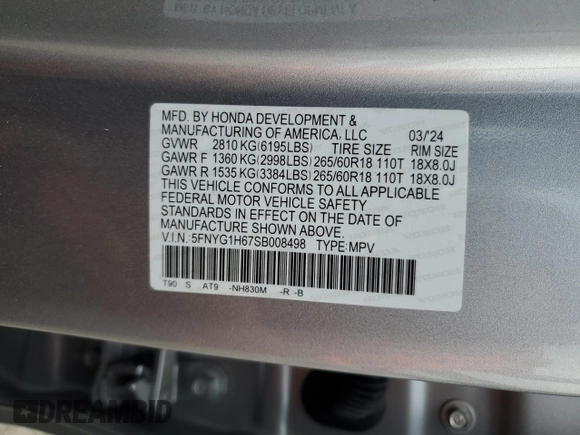 MFD. BY HONDA DEVELOPMENT & 03/'24
MANUFACTURING OF AMERICA, LLC
GVWR 2810 KG(6195LBS) TIRE SIZE RIM SIZE
GAWR F 1360 KG(2998LBS) 265/60R18 110T 18X8.0J
GAWR R 1535 KG(3384LBS) 265/60R18 110T 18X8.0J
THIS VEHICLE CONFORMS TO ALL APPLICABLE
FEDERAL MOTOR VEHICLE SAFETY
STANDARDS IN EFFECT ON THE DATE OF
MANUFACTURE SHOWN ABOVE.
V.I.N. 5FNYG1H67SB008498 TYPE:MPV
T90 S AT9 -NH830M -R -B
DREAMBID